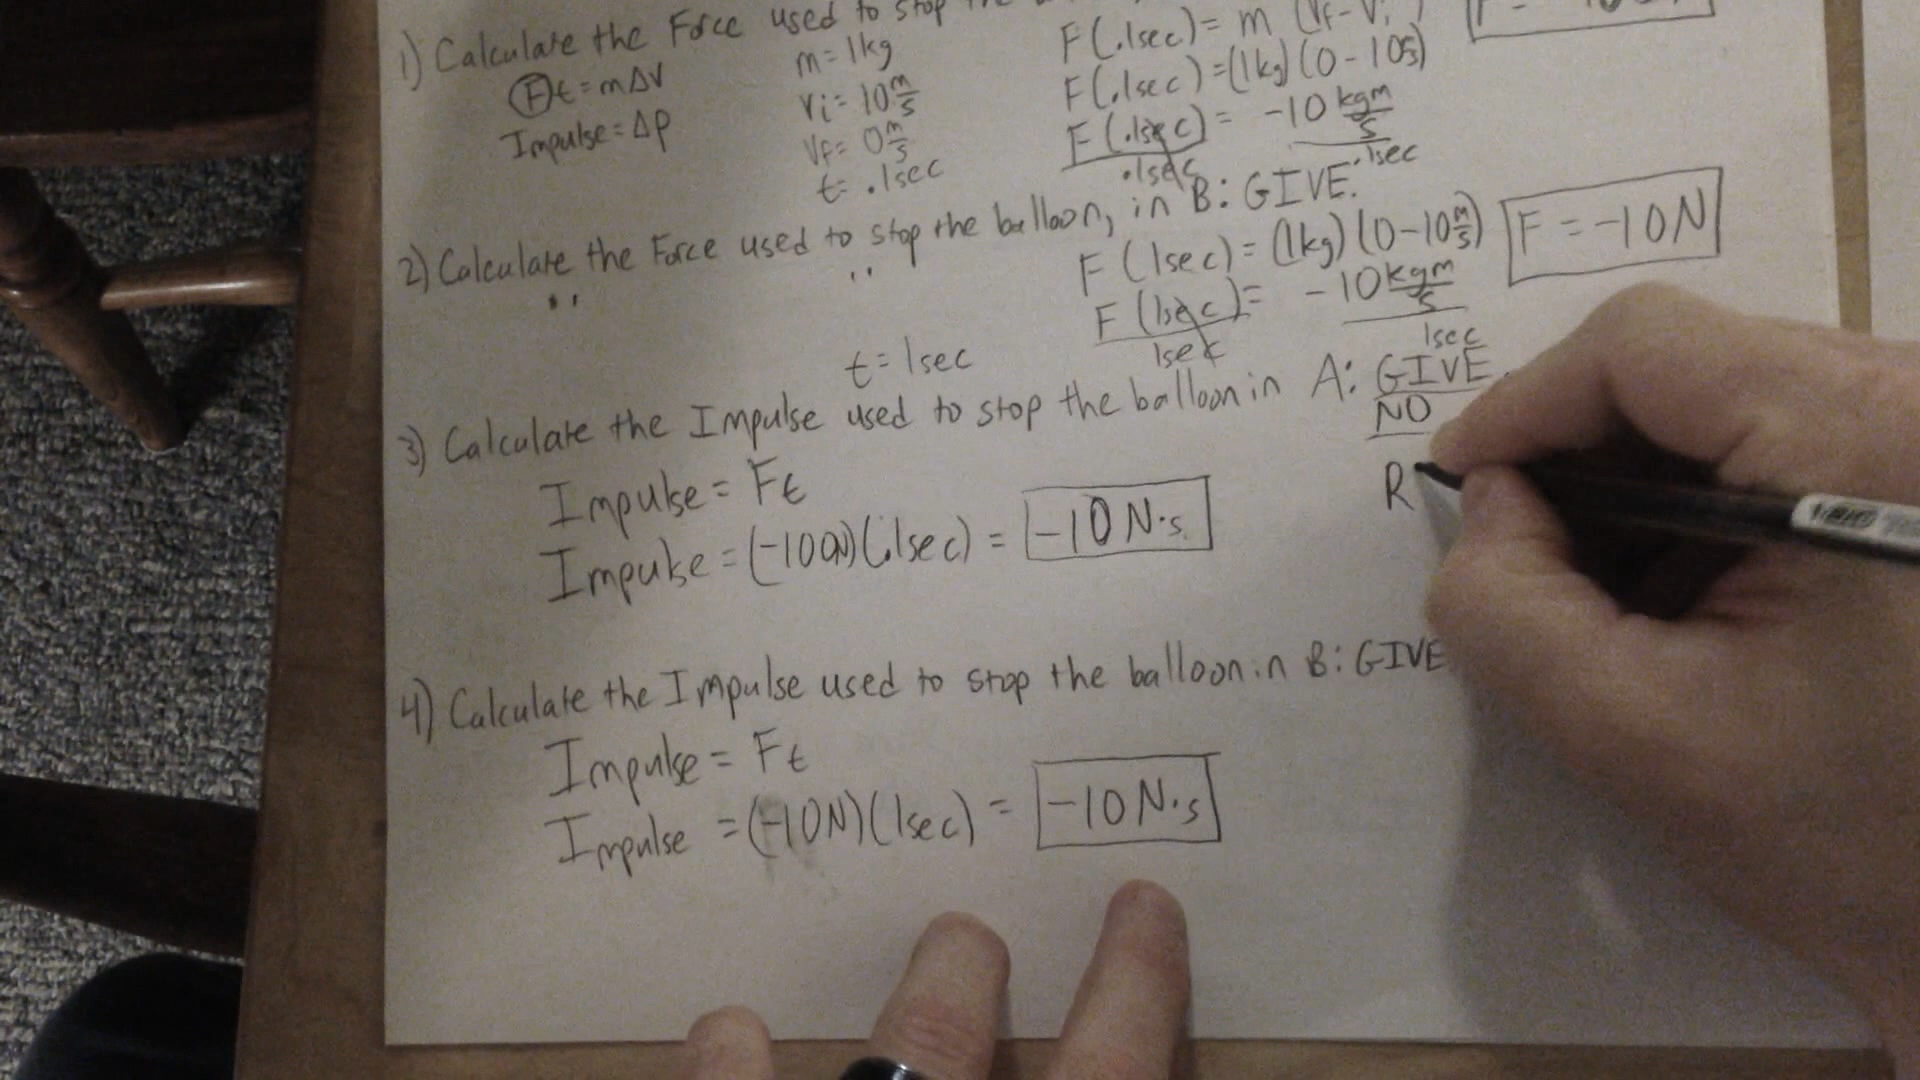 1) Calculate the Force used to stop
Ft = mΔV
Impulse = Δp
m = 1kg
Vi = 10 m/s
Vf = 0 m/s
t = .1sec
F(.1sec) = m (Vf - Vi
F(.1sec) = (1kg)(0 - 10
F(.1sec) = -10 kgm/s
.1sec .1sec
2) Calculate the Force used to stop the balloon, in B: GIVE.
" "
t = 1sec
F(1sec) = (1kg)(0-10 m/s)
F(1sec) = -10 kgm/s
1sec 1sec
F = -10N
3) Calculate the Impulse used to stop the balloon in A: GIVE
NO
R
Impulse = Ft
Impulse = (-100N)(.1sec) = -10 N·s
4) Calculate the Impulse used to stop the balloon in B: GIVE
Impulse = Ft
Impulse = (-10N)(1sec) = -10 N·s